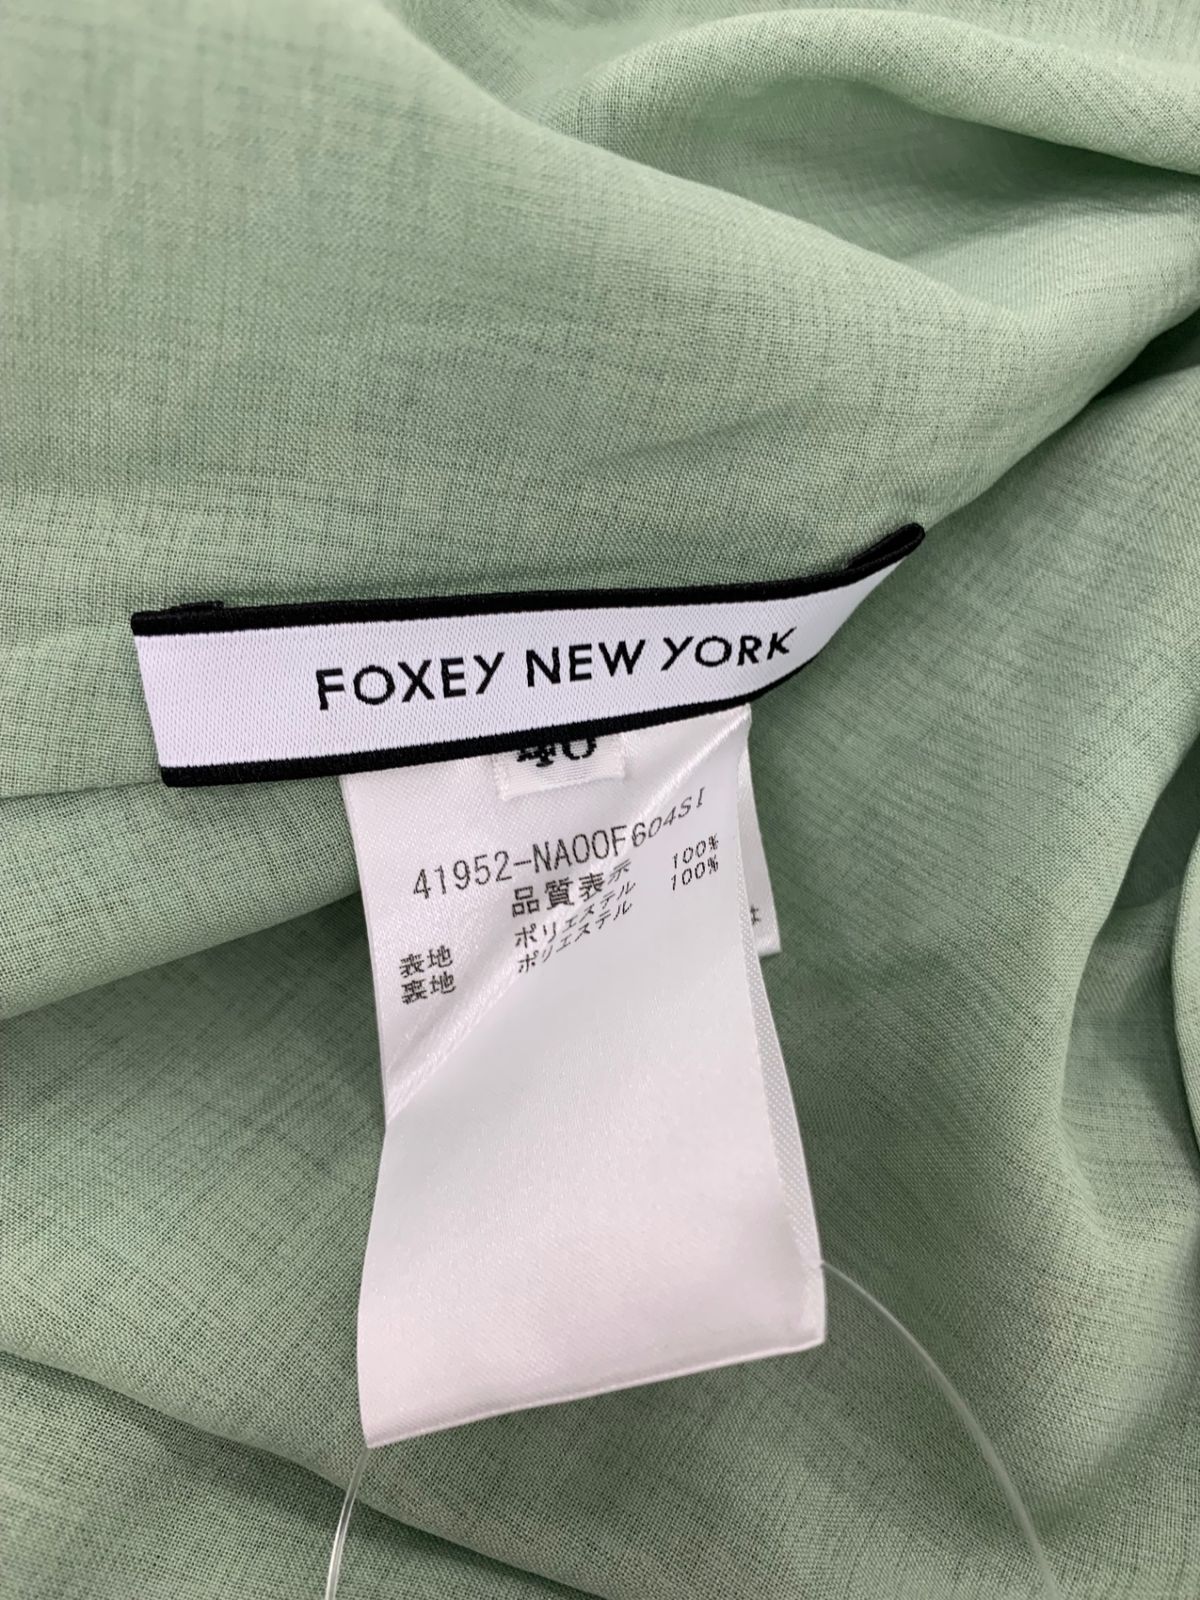 FOXEY NEW YORK
40
41952-NA00F604SI
品質表示
表地 ポリエステル 100%
裏地 ポリエステル 100%
は